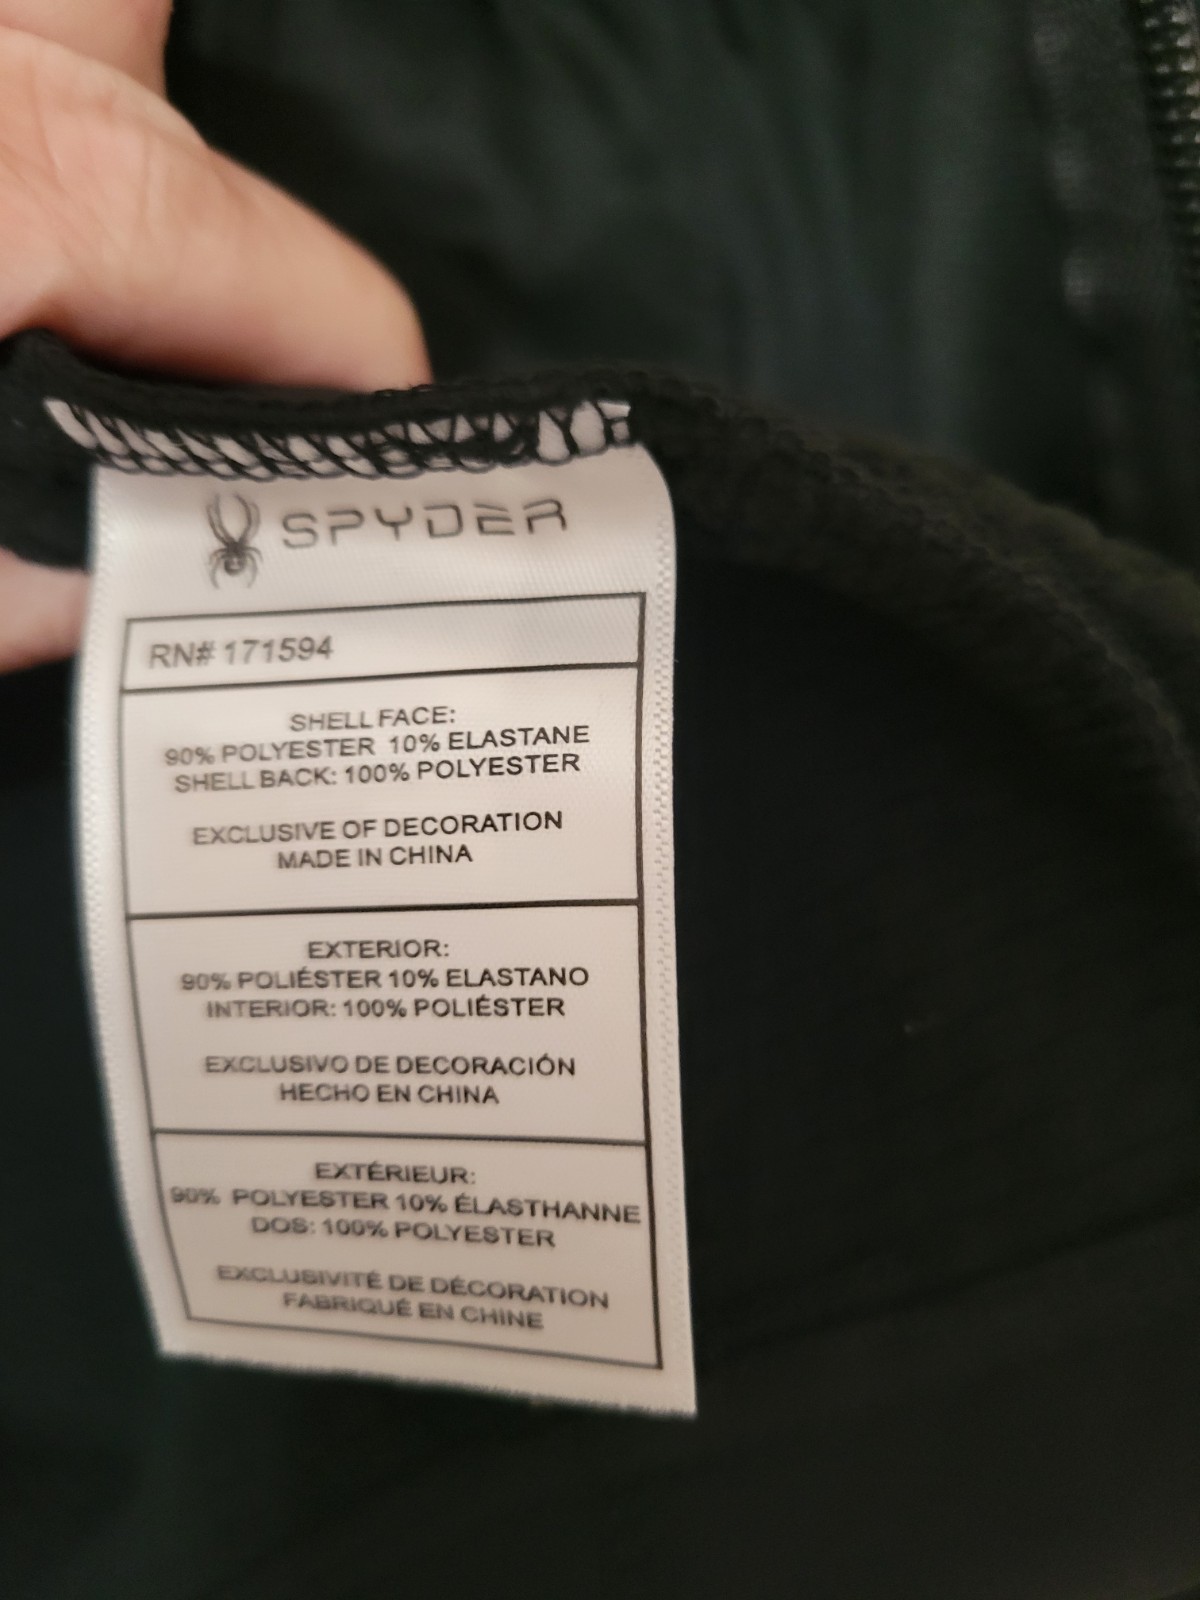 SPYDER
RN# 171594
SHELL FACE:
90% POLYESTER 10% ELASTANE
SHELL BACK: 100% POLYESTER
EXCLUSIVE OF DECORATION
MADE IN CHINA
EXTERIOR:
90% POLIÉSTER 10% ELASTANO
INTERIOR: 100% POLIÉSTER
EXCLUSIVO DE DECORACIÓN
HECHO EN CHINA
EXTÉRIEUR:
90% POLYESTER 10% ÉLASTHANNE
DOS: 100% POLYESTER
EXCLUSIVITÉ DE DÉCORATION
FABRIQUÉ EN CHINE